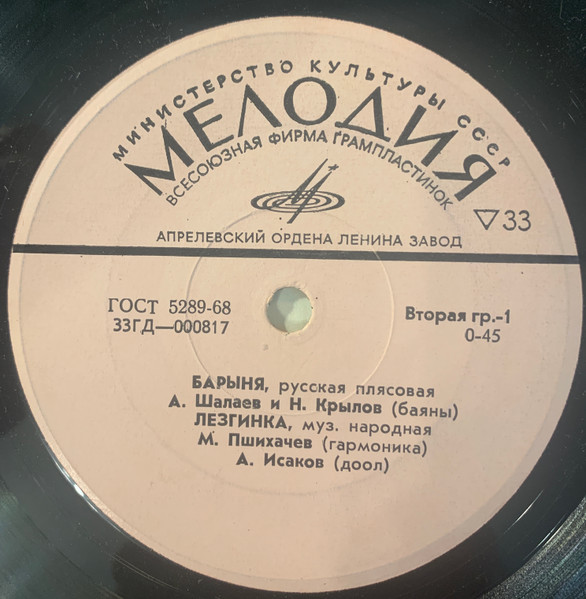 МИНИСТЕРСТВО КУЛЬТУРЫ СССР
МЕЛОДИЯ
ВСЕСОЮЗНАЯ ФИРМА ГРАМПЛАСТИНОК
АПРЕЛЕВСКИЙ ОРДЕНА ЛЕНИНА ЗАВОД
▽33
ГОСТ 5289-68
33ГД—000817
Вторая гр.-1
0-45
БАРЫНЯ, русская плясовая
А. Шалаев и Н. Крылов (баяны)
ЛЕЗГИНКА, муз. народная
М. Пшихачев (гармоника)
А. Исаков (доол)